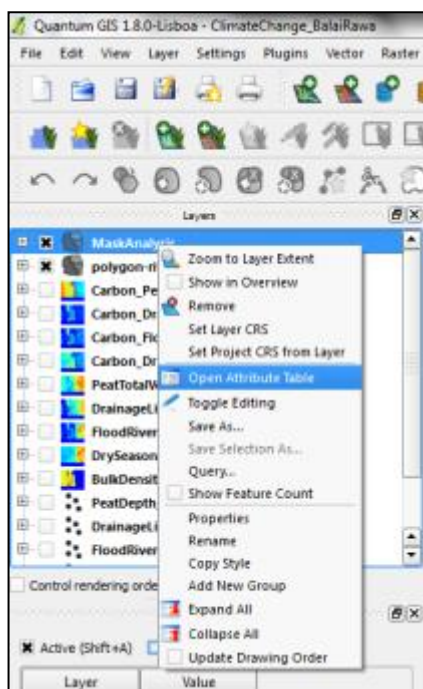 Quantum GIS 1.8.0-Lisboa - ClimateChange_BalaiRawa
File Edit View Layer Settings Plugins Vector Raster
Layers
MaskAnalysis
Zoom to Layer Extent
polygon-ri
Show in Overview
Carbon_Pe
Remove
Carbon_Dr
Set Layer CRS
Carbon_Flo
Set Project CRS from Layer
Carbon_Dr
Open Attribute Table
PeatTotalW
Toggle Editing
DrainageLi
Save As...
FloodRiver
Save Selection As...
DrySeason
Query...
BulkDensit
Show Feature Count
PeatDepth_
Properties
DrainageLi
Rename
FloodRiver
Copy Style
Control rendering orde
Add New Group
Expand All
Collapse All
Active (Shift+A)
Update Drawing Order
Layer Value